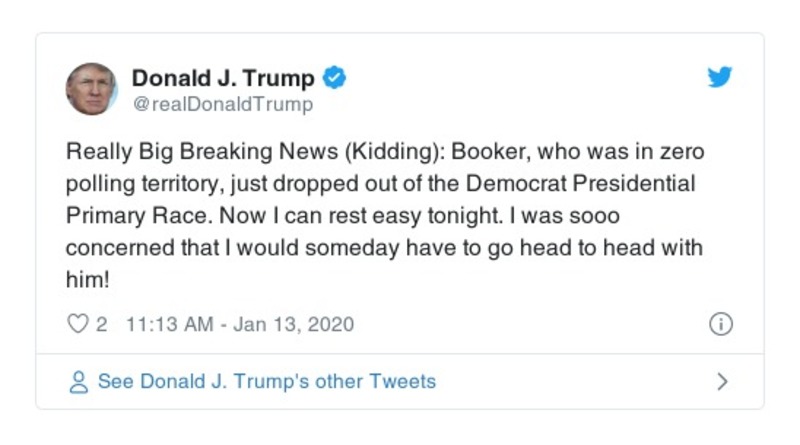 Donald J. Trump
@realDonaldTrump
Really Big Breaking News (Kidding): Booker, who was in zero
polling territory, just dropped out of the Democrat Presidential
Primary Race. Now I can rest easy tonight. I was sooo
concerned that I would someday have to go head to head with
him!
2 11:13 AM - Jan 13, 2020
See Donald J. Trump's other Tweets